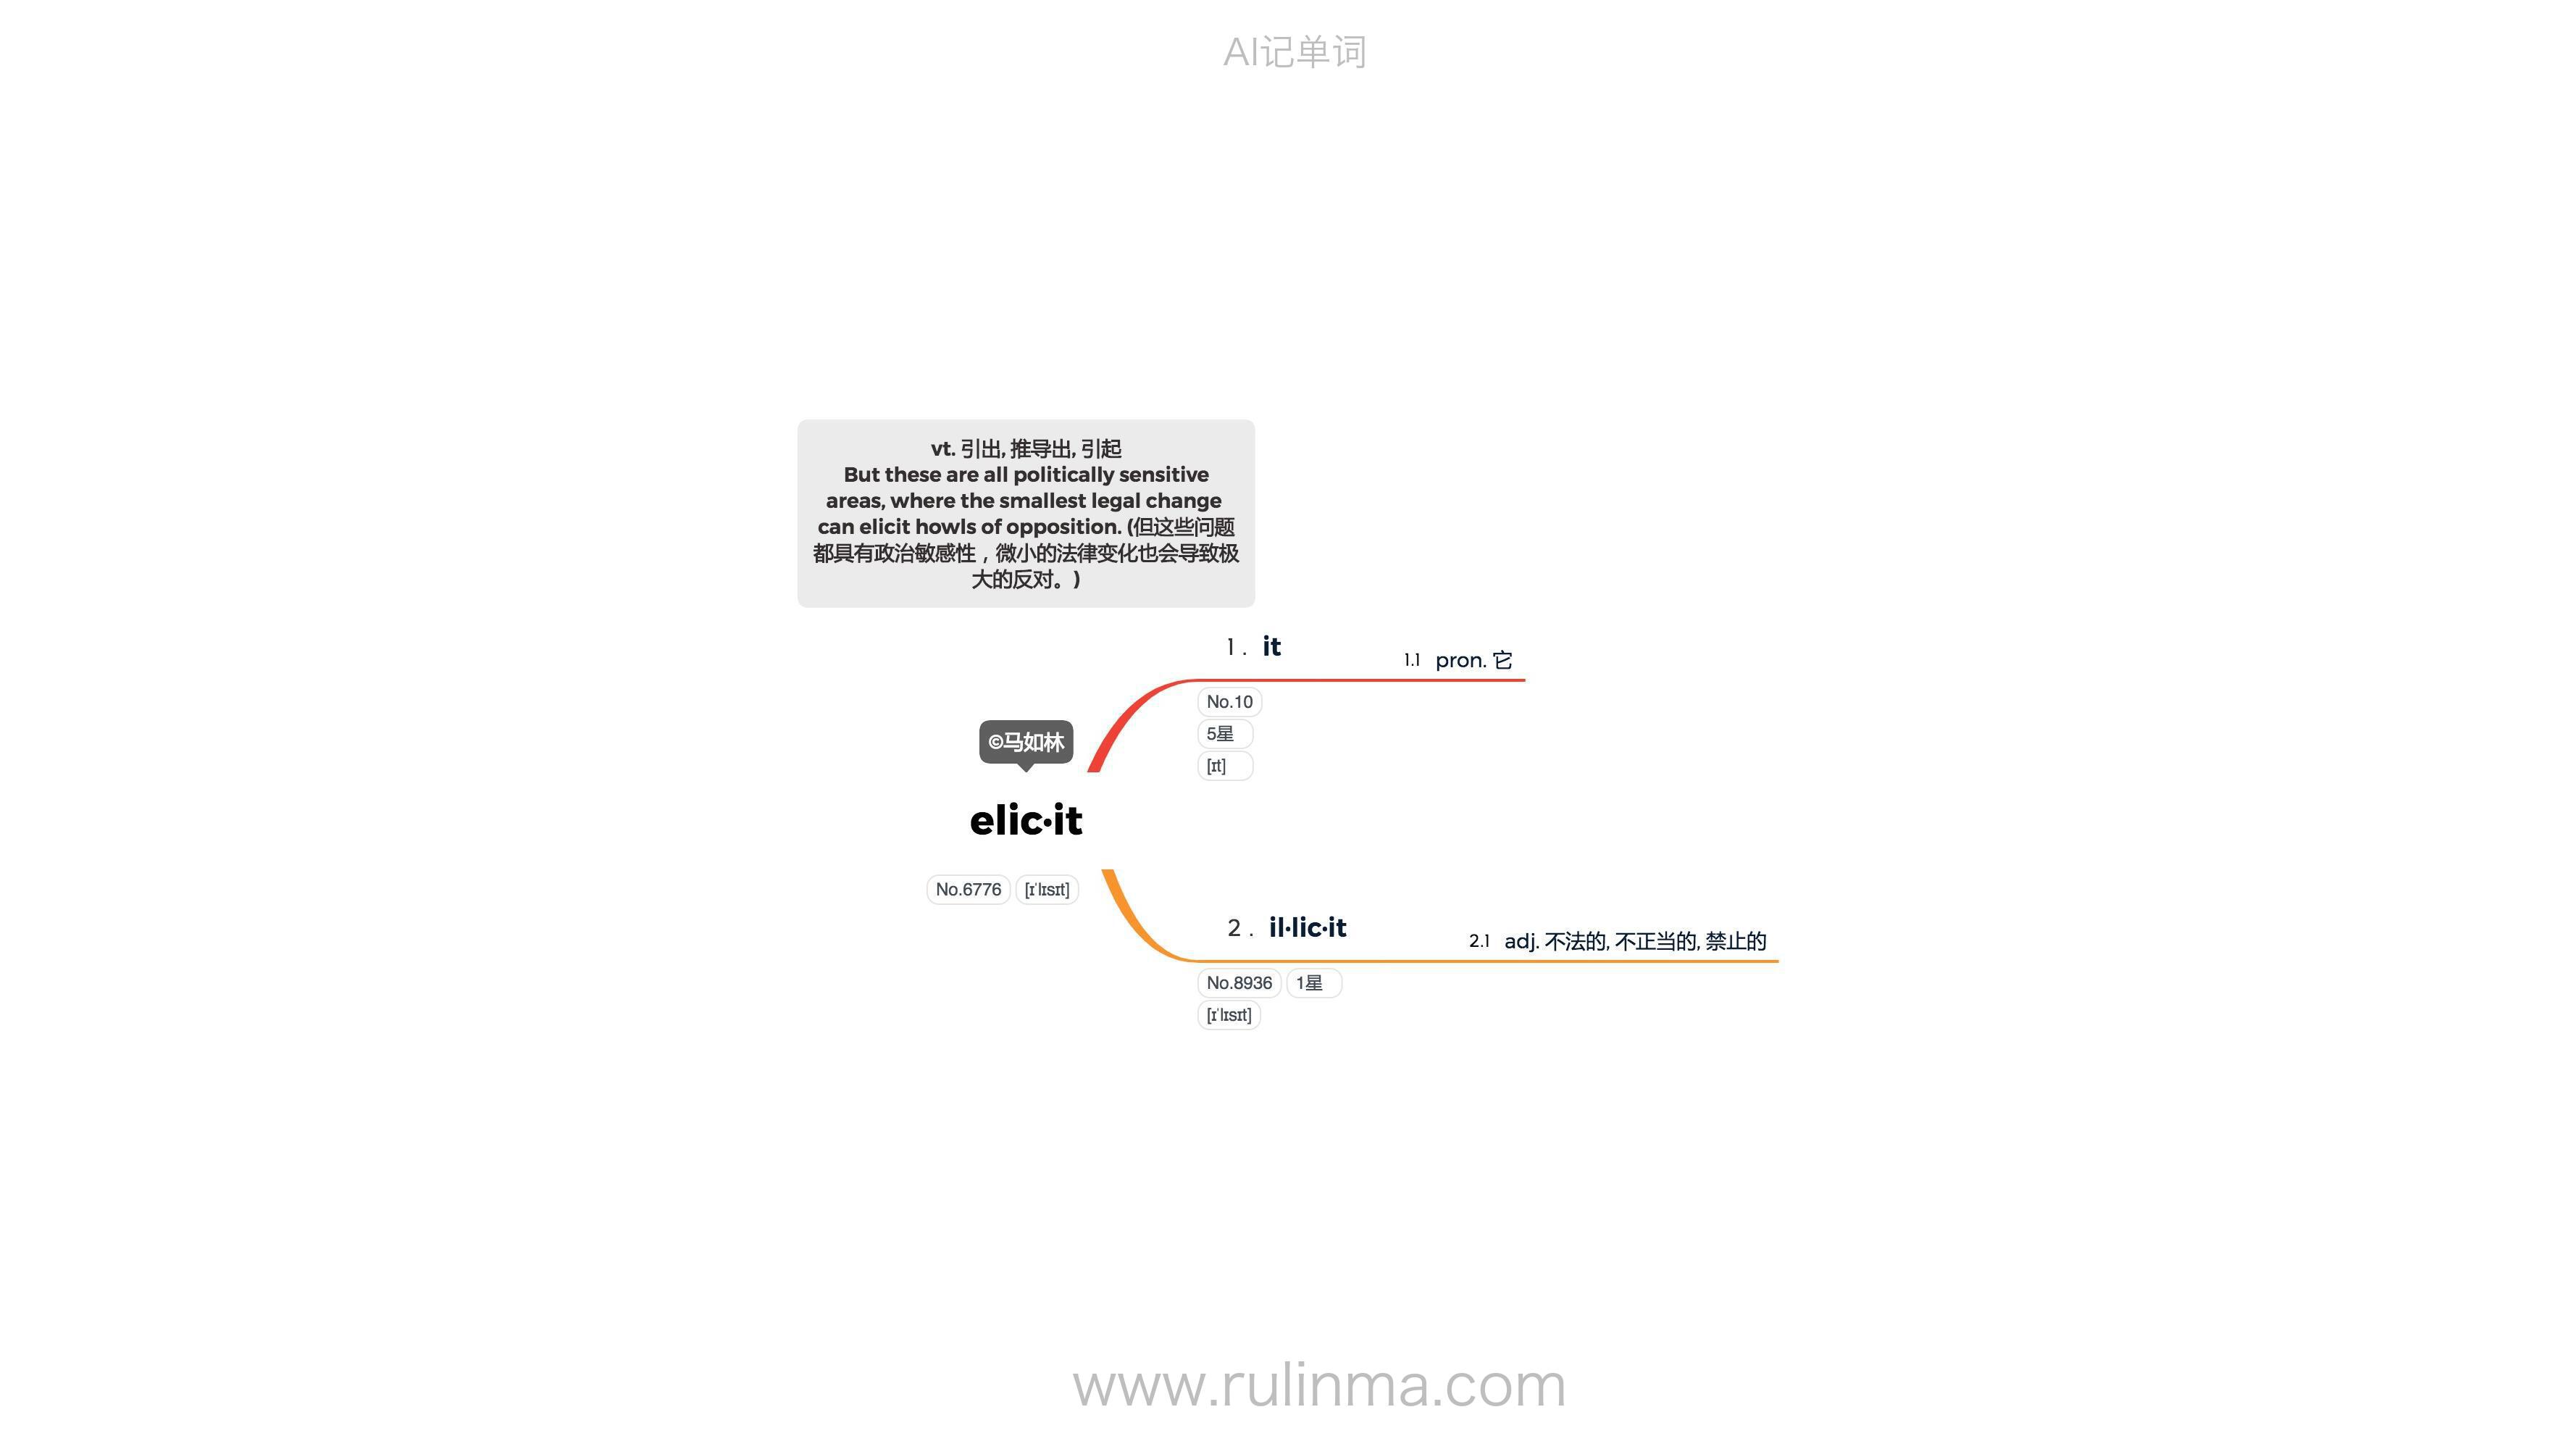 AI记单词
vt. 引出, 推导出, 引起
But these are all politically sensitive
areas, where the smallest legal change
can elicit howls of opposition. (但这些问题
都具有政治敏感性，微小的法律变化也会导致极
大的反对。)
1 . it
1.1 pron. 它
No.10
5星
[ɪt]
©马如林
elic·it
No.6776 [ɪˈlɪsɪt]
2 . il·lic·it
2.1 adj. 不法的, 不正当的, 禁止的
No.8936 1星
[ɪˈlɪsɪt]
www.rulinma.com